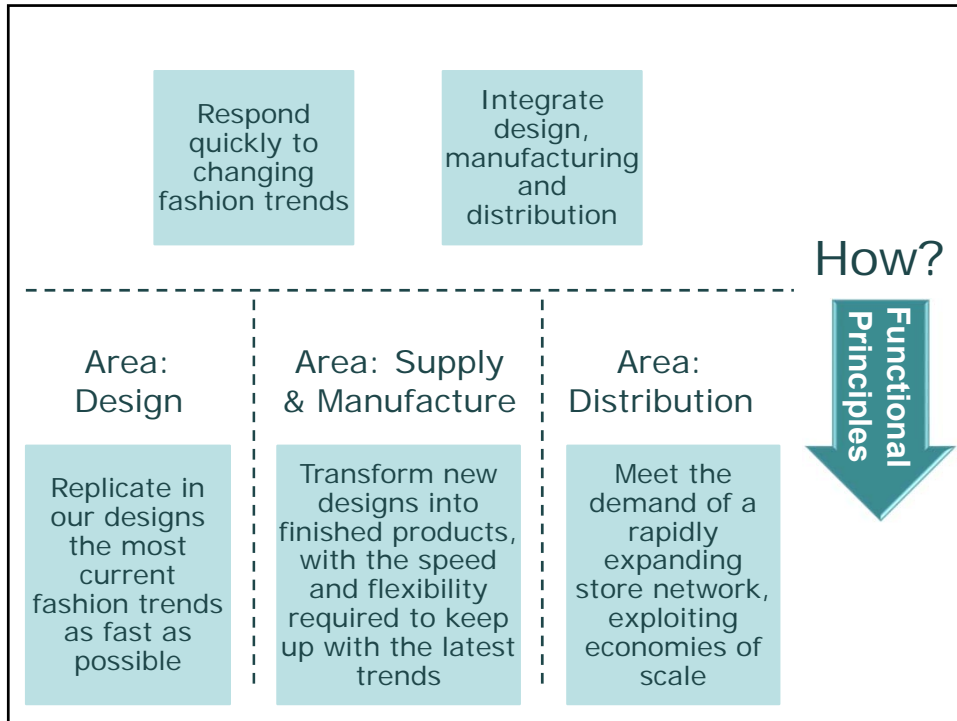 Respond
quickly to
changing
fashion trends
Integrate
design,
manufacturing
and
distribution
How?
Functional
Principles
Area:
Design
Area: Supply
& Manufacture
Area:
Distribution
Replicate in
our designs
the most
current
fashion trends
as fast as
possible
Transform new
designs into
finished products,
with the speed
and flexibility
required to keep
up with the latest
trends
Meet the
demand of a
rapidly
expanding
store network,
exploiting
economies of
scale